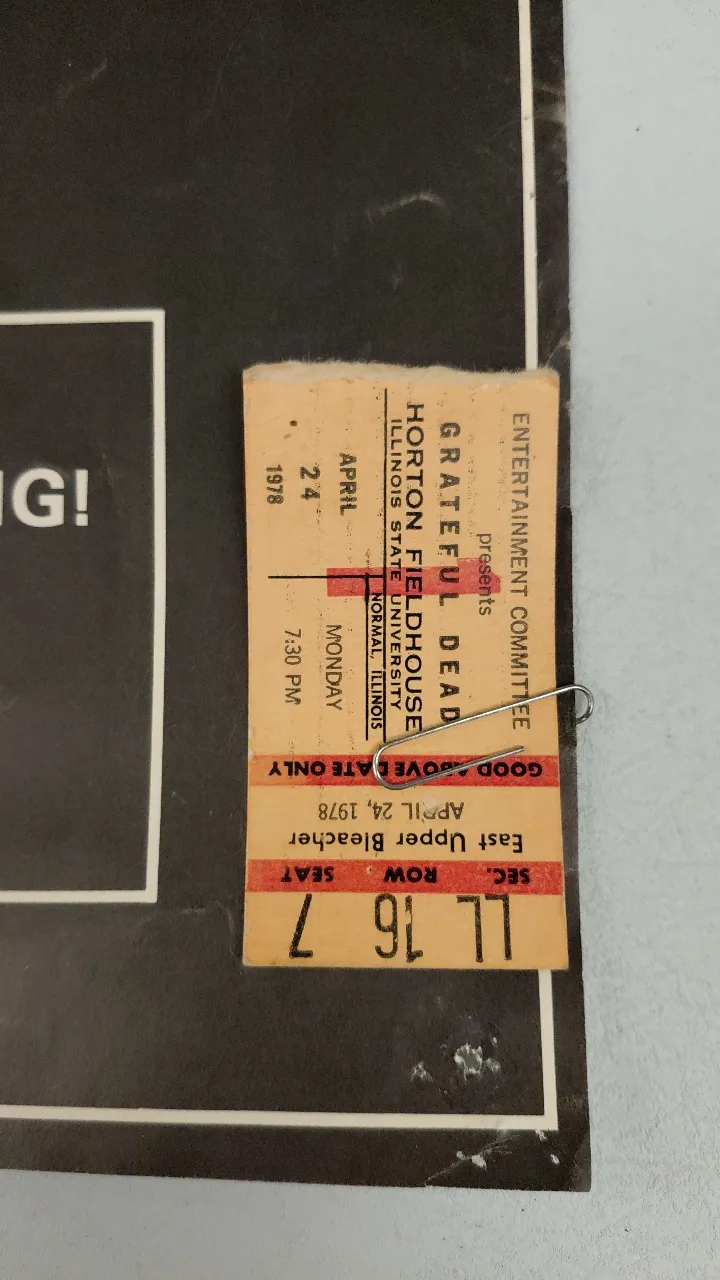 NG!
ENTERTAINMENT COMMITTEE
presents
GRATEFUL DEAD
HORTON FIELDHOUSE
ILLINOIS STATE UNIVERSITY
NORMAL, ILLINOIS
APRIL MONDAY
24
1978 7:30 PM
GOOD ABOVE DATE ONLY
APRIL 24, 1978
East Upper Bleacher
SEC. ROW SEAT
LL 16 7